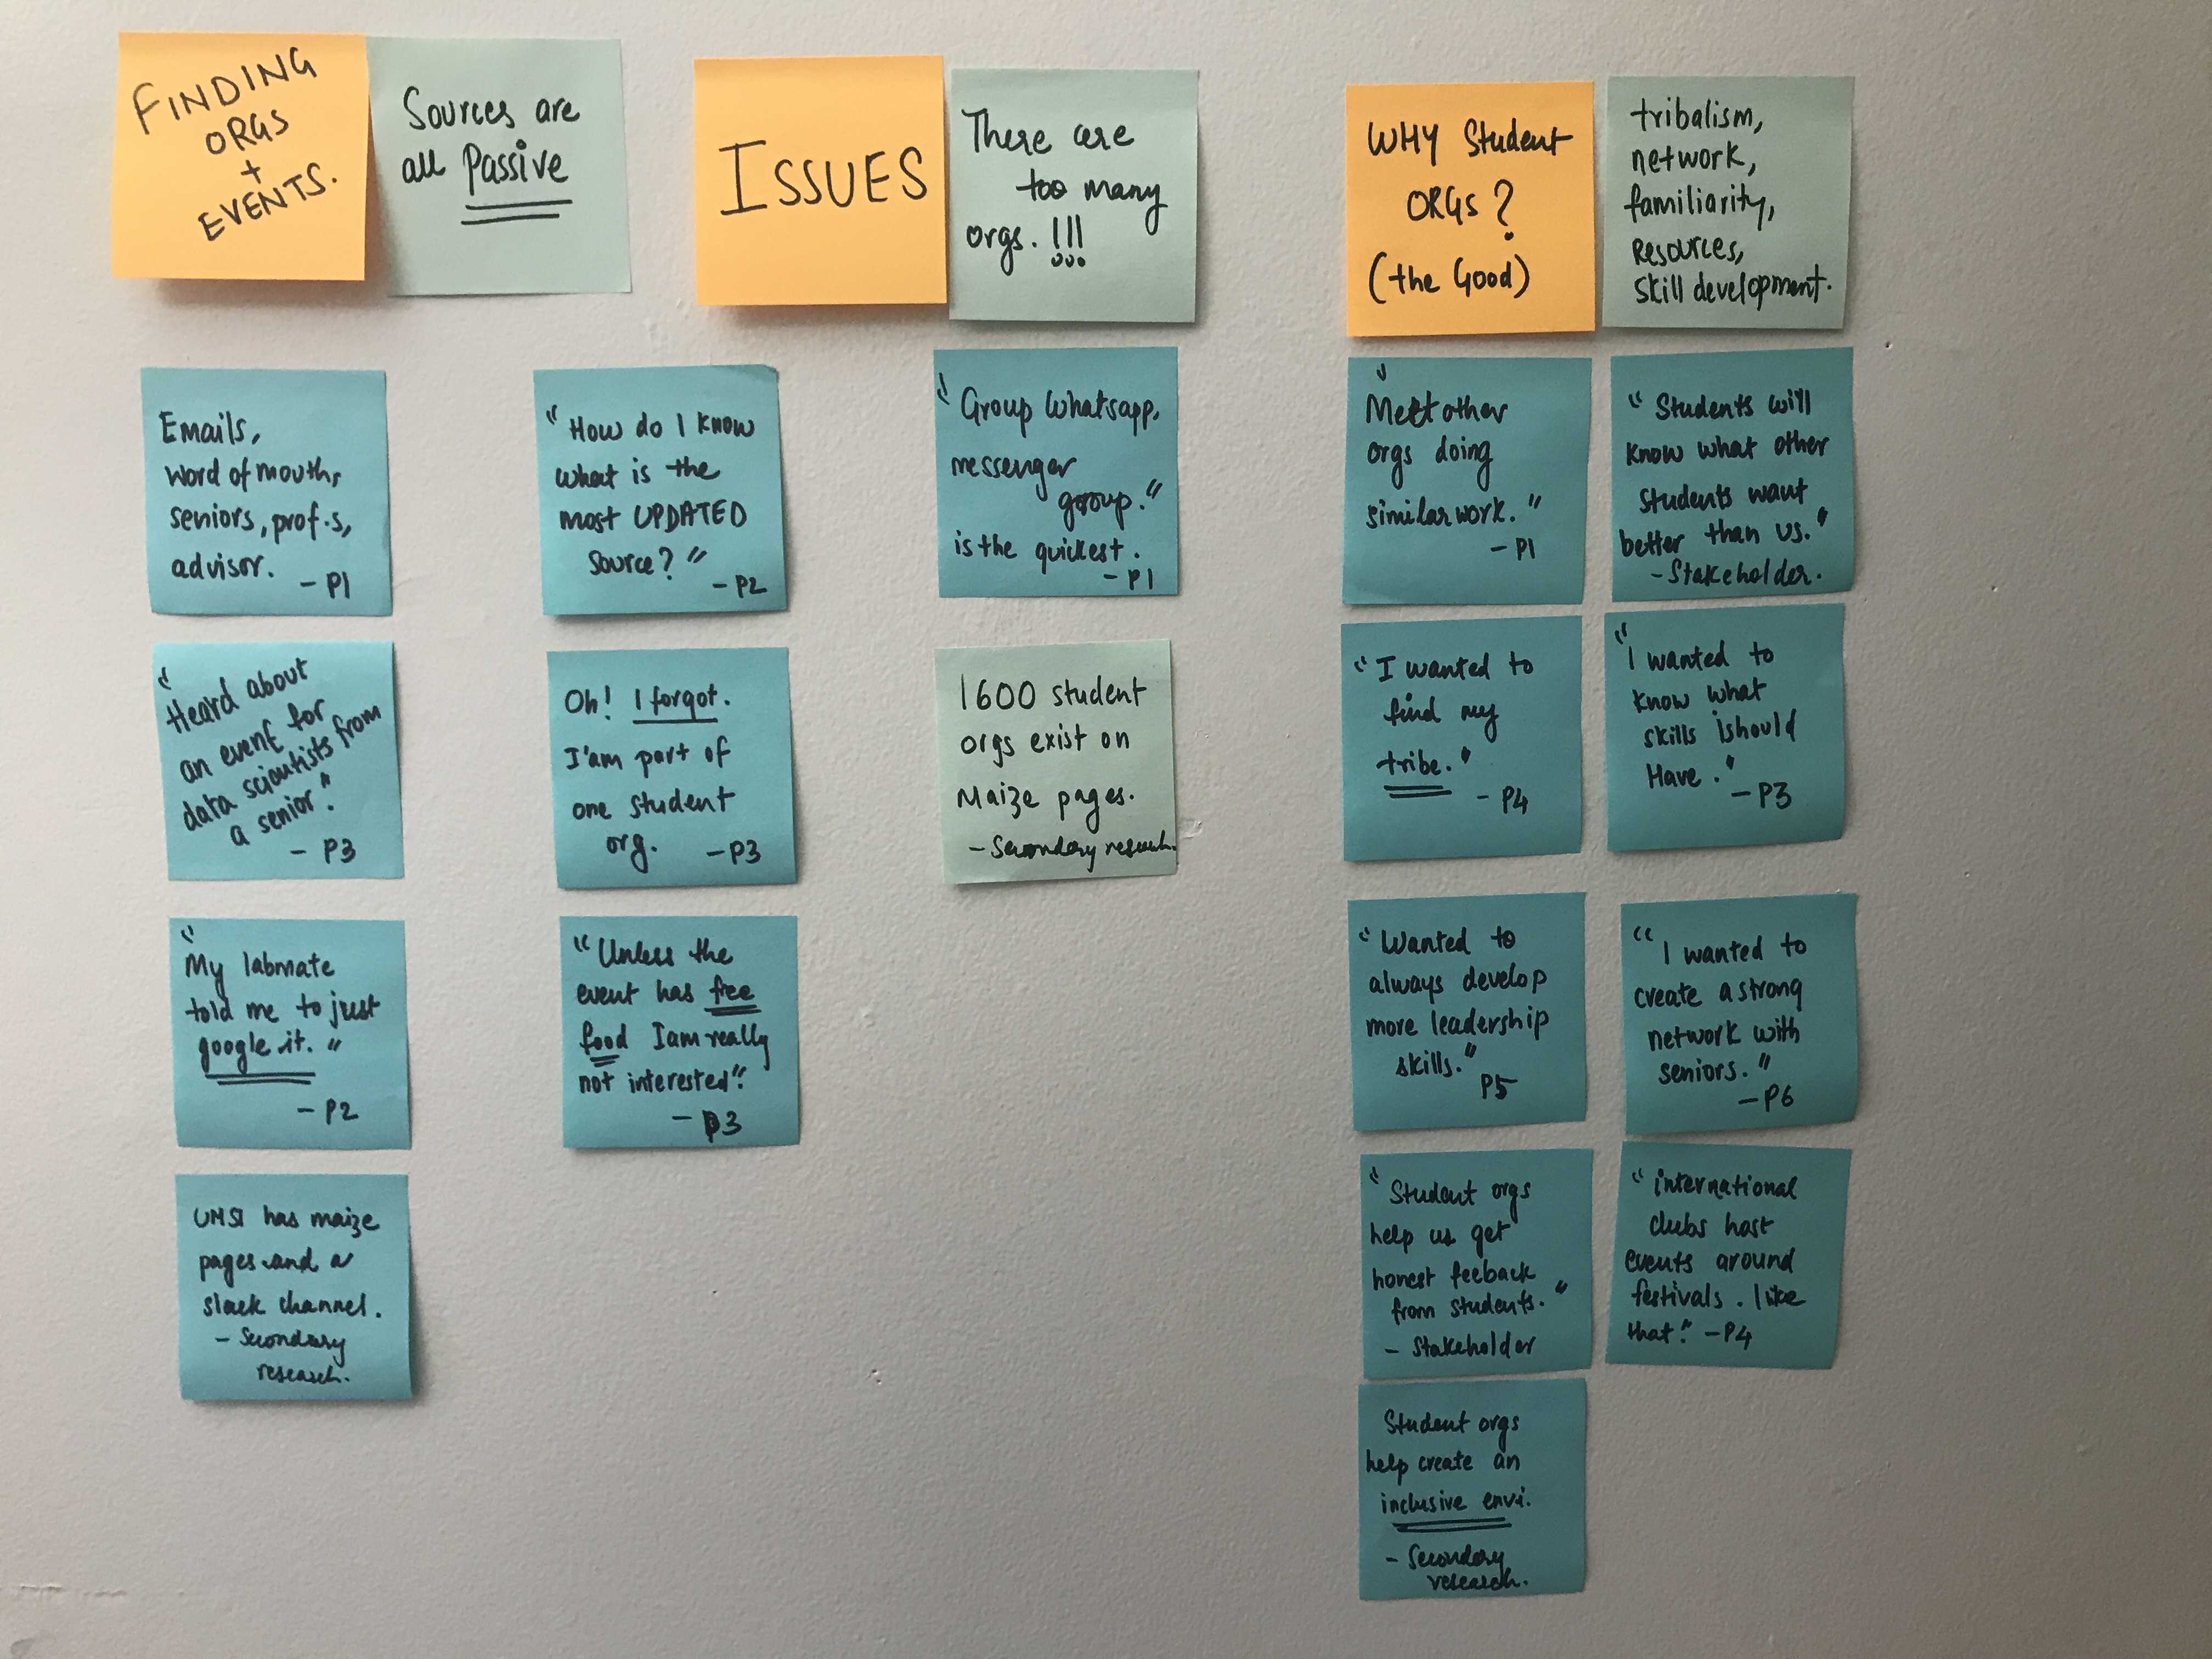 FINDING
ORGS
+
EVENTS.
Sources are
all Passive
ISSUES
There are
too many
orgs. !!!
WHY Student
ORGS?
(the Good)
tribalism,
network,
familiarity,
Resources,
Skill development.
Emails,
Word of mouth,
seniors, prof.s,
advisor.
- P1
"Heard about
an event for
data scientists from
a senior".
- P3
"My labmate
told me to just
google it."
- P2
UMSI has maize
pages and a
slack channel.
- Secondary
research.
"How do I know
what is the
most UPDATED
Source?"
- P2
Oh! I forgot.
I'am part of
one student
org. - P3
"Unless the
event has free
food I am really
not interested".
- P3
"Group Whatsapp,
messenger
group."
is the quickest.
- P1
1600 student
orgs exist on
Maize pages.
- Secondary research.
"Meet other
orgs doing
similar work."
- P1
"I wanted to
find my
tribe."
- P4
"Wanted to
always develop
more leadership
skills."
P5
"Student orgs
help us get
honest feeback
from students."
- Stakeholder
Student orgs
help create an
inclusive envi.
- Secondary
research.
"Students will
know what other
students want
better than us."
- Stakeholder.
"I wanted to
know what
skills ishould
Have."
- P3
"I wanted to
create a strong
network with
seniors."
- P6
"international
clubs host
events around
festivals. I like
that". - P4